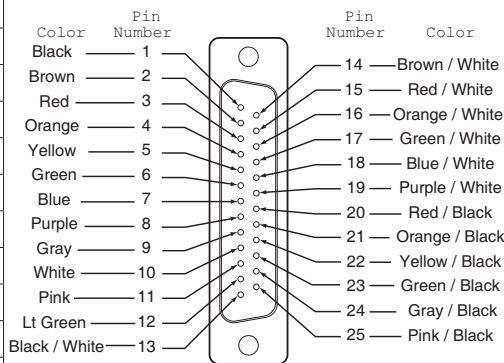 Color Pin Number
Black 1
Brown 2
Red 3
Orange 4
Yellow 5
Green 6
Blue 7
Purple 8
Gray 9
White 10
Pink 11
Lt Green 12
Black / White 13
Pin Number Color
14 Brown / White
15 Red / White
16 Orange / White
17 Green / White
18 Blue / White
19 Purple / White
20 Red / Black
21 Orange / Black
22 Yellow / Black
23 Green / Black
24 Gray / Black
25 Pink / Black